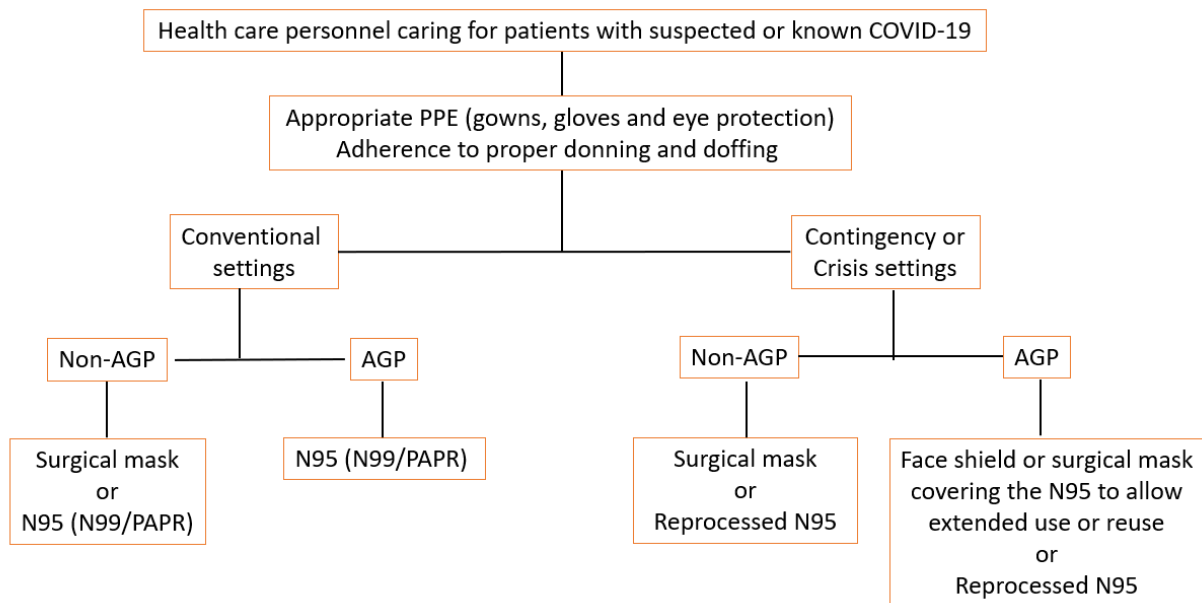 Health care personnel caring for patients with suspected or known COVID-19
Appropriate PPE (gowns, gloves and eye protection)
Adherence to proper donning and doffing
Conventional
settings
Contingency or
Crisis settings
Non-AGP
AGP
Non-AGP
AGP
Surgical mask
or
N95 (N99/PAPR)
N95 (N99/PAPR)
Surgical mask
or
Reprocessed N95
Face shield or surgical mask
covering the N95 to allow
extended use or reuse
or
Reprocessed N95